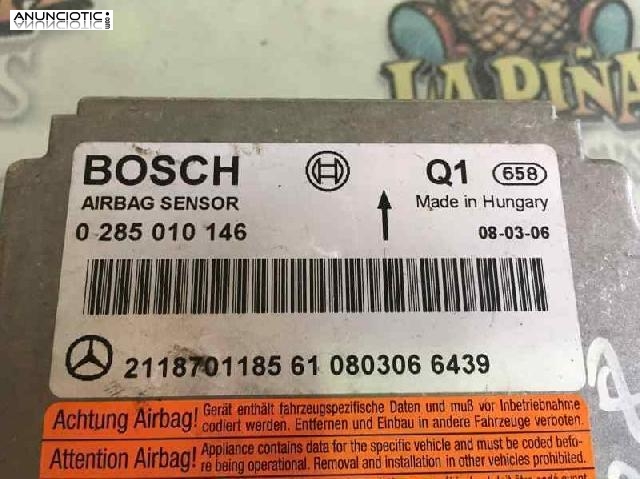 ANUNCIOTIC.com
LA PIÑA
BOSCH
Q1 658
AIRBAG SENSOR
Made in Hungary
0 285 010 146
08-03-06
2118701185 61 080306 6439
Achtung Airbag! Gerät enthält fahrzeugspezifische Daten und muß vor Inbetriebnahme
codiert werden. Entfernen und Einbau in andere Fahrzeuge verboten.
Attention Airbag! Appliance contains data for the specific vehicle and must be coded befo-
re being operational. Removal and installation in other vehicles prohibited.